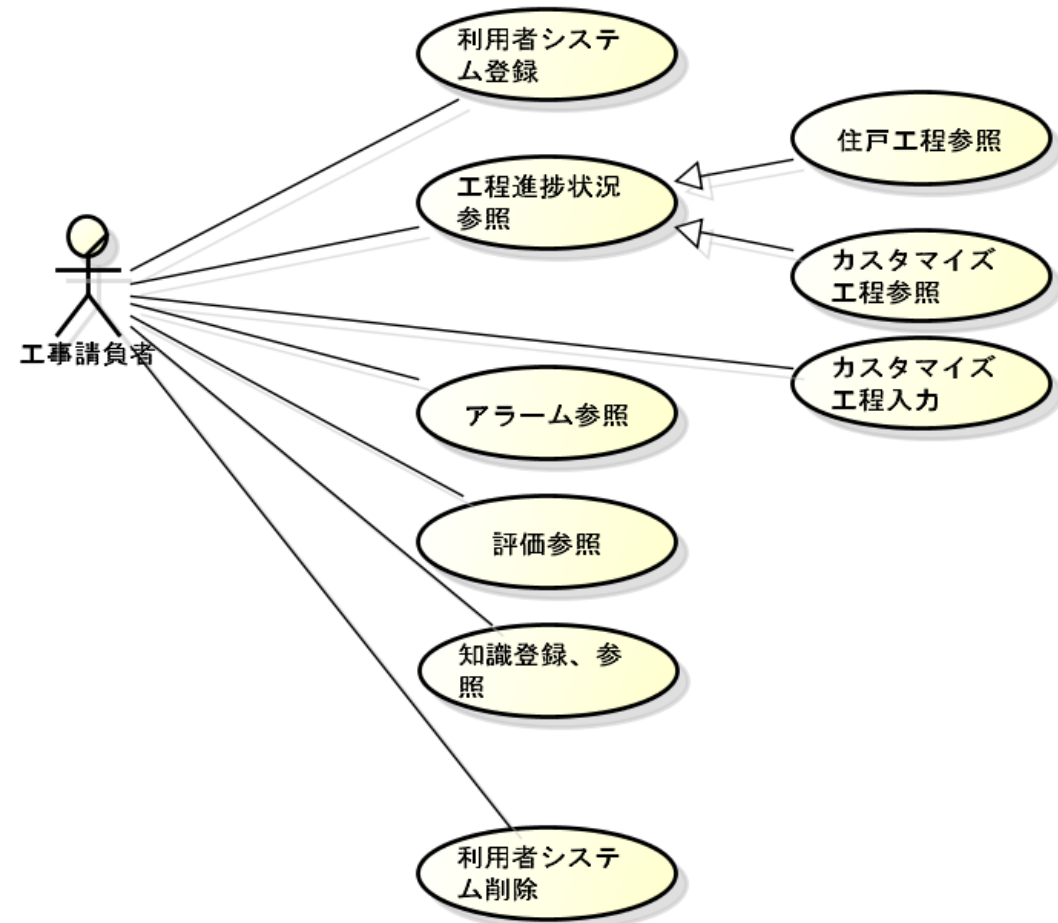 利用者システ
ム登録
住戸工程参照
工程進捗状況
参照
カスタマイズ
工程参照
工事請負者
カスタマイズ
工程入力
アラーム参照
評価参照
知識登録、参
照
利用者システ
ム削除